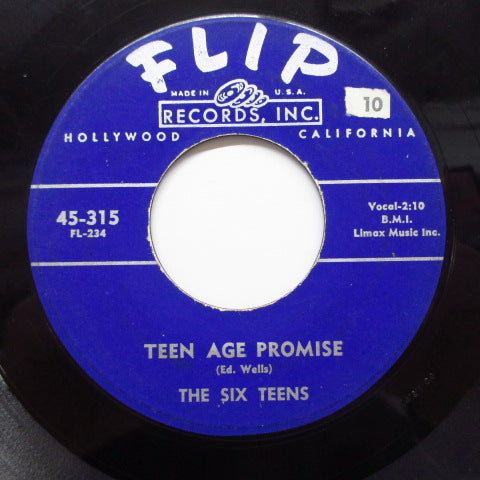 FLIP
MADE IN U.S.A.
RECORDS, INC.
10
HOLLYWOOD CALIFORNIA
45-315
FL-234
Vocal-2:10
B.M.I.
Limax Music Inc.
TEEN AGE PROMISE
(Ed. Wells)
THE SIX TEENS